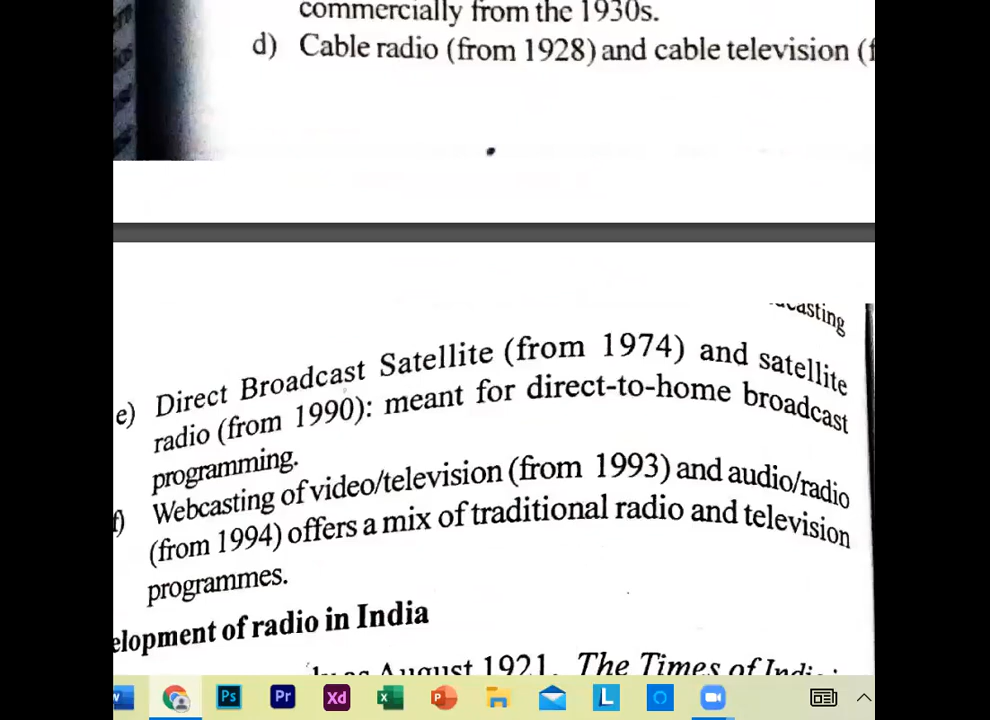 commercially from the 1930s.
d) Cable radio (from 1928) and cable television
e) Direct Broadcast Satellite (from 1974) and satellite
radio (from 1990): meant for direct-to-home broadcast
programming.
f) Webcasting of video/television (from 1993) and audio/radio
(from 1994) offers a mix of traditional radio and television
programmes.
elopment of radio in India
August 1921. The Times of
W Ps Pr Xd X P L